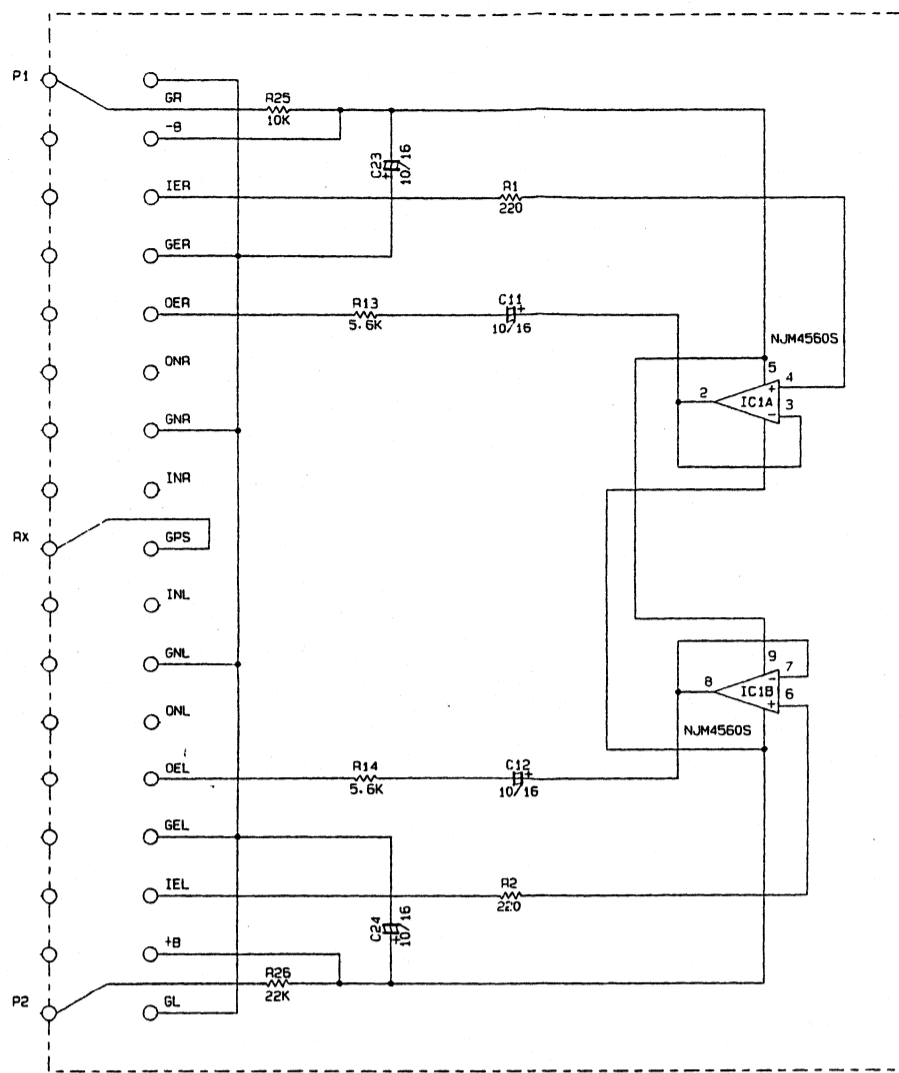 P1
GR
R25
10K
-B
C23
10/16
+
IER
R1
220
GER
OER
R13
5.6K
C11
+
10/16
NJM4560S
ONR
5
4
+
2
IC1A
3
-
GNR
INR
RX
GPS
INL
GNL
9
7
-
8
IC1B
6
+
ONL
NJM4560S
OEL
R14
5.6K
C12
+
10/16
GEL
IEL
R2
220
C24
10/16
+
+B
R26
22K
P2
GL